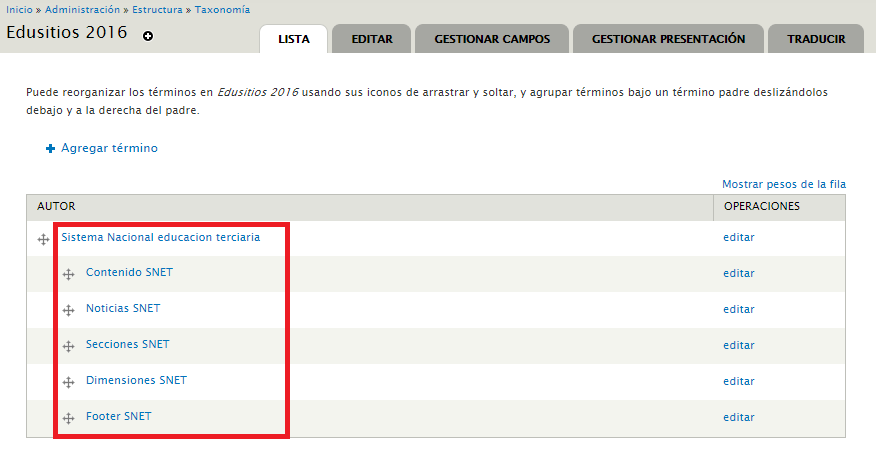 Inicio » Administración » Estructura » Taxonomía
Edusitios 2016
LISTA EDITAR GESTIONAR CAMPOS GESTIONAR PRESENTACIÓN TRADUCIR
Puede reorganizar los términos en Edusitios 2016 usando sus iconos de arrastrar y soltar, y agrupar términos bajo un término padre deslizándolos
debajo y a la derecha del padre.
Agregar término
Mostrar pesos de la fila
AUTOR OPERACIONES
Sistema Nacional educacion terciaria editar
Contenido SNET editar
Noticias SNET editar
Secciones SNET editar
Dimensiones SNET editar
Footer SNET editar